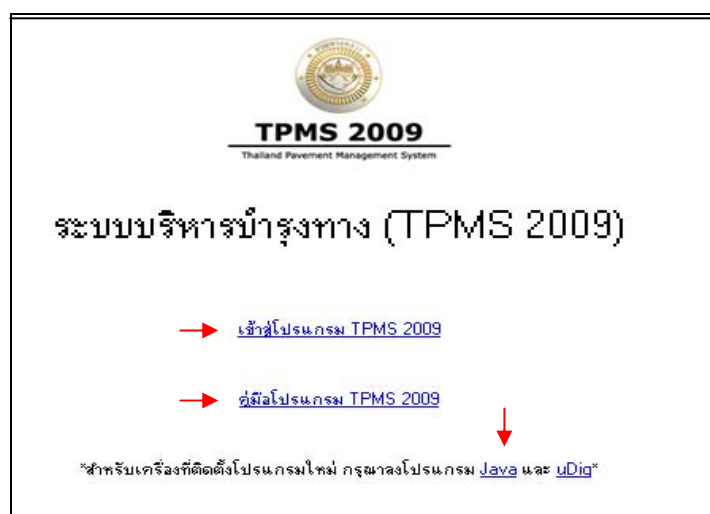 TPMS 2009
Thailand Pavement Management System
ระบบบริหารบำรุงทาง (TPMS 2009)
เข้าสู่โปรแกรม TPMS 2009
คู่มือโปรแกรม TPMS 2009
*สำหรับเครื่องที่ติดตั้งโปรแกรมใหม่ กรุณาลงโปรแกรม Java และ uDig*